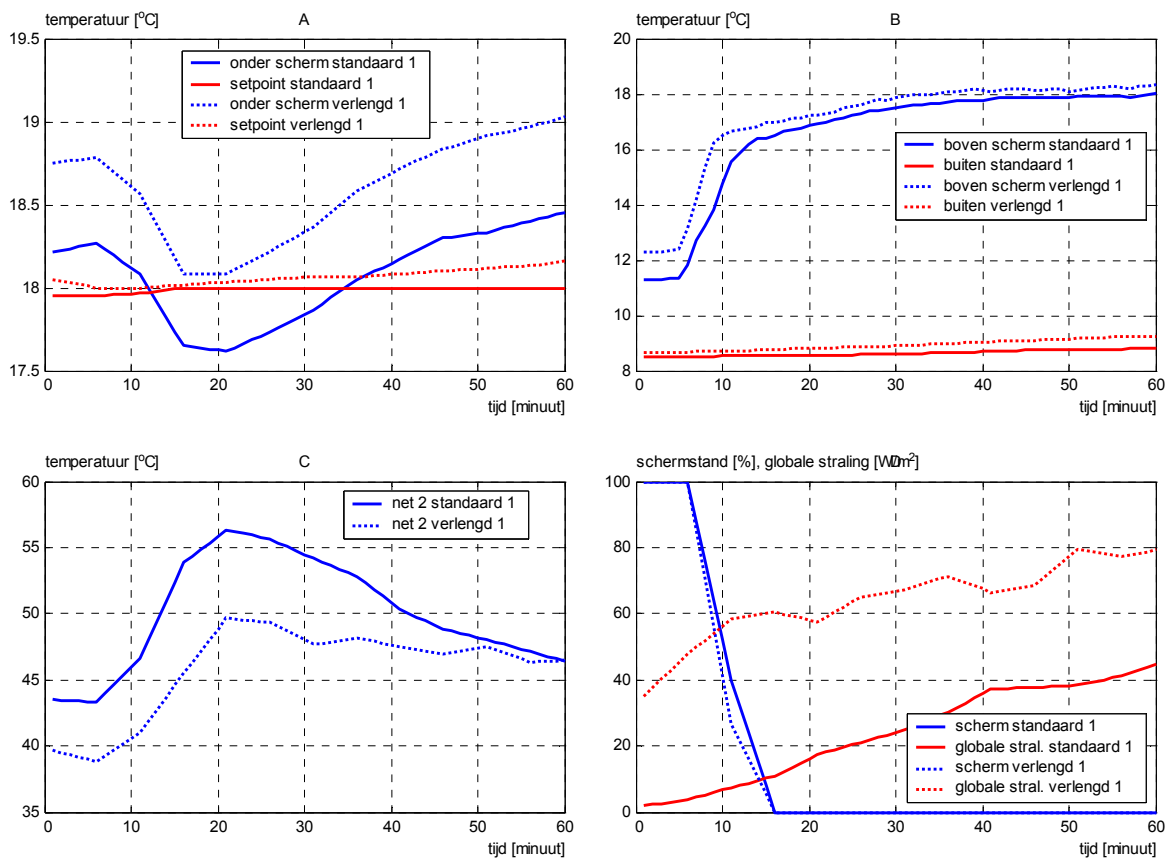 temperatuur [°C] A
19.5
19
18.5
18
17.5
0 10 20 30 40 50 60
tijd [minuut]
onder scherm standaard 1
setpoint standaard 1
onder scherm verlengd 1
setpoint verlengd 1
temperatuur [°C] B
20
18
16
14
12
10
8
0 10 20 30 40 50 60
tijd [minuut]
boven scherm standaard 1
buiten standaard 1
boven scherm verlengd 1
buiten verlengd 1
temperatuur [°C] C
60
55
50
45
40
35
0 10 20 30 40 50 60
tijd [minuut]
net 2 standaard 1
net 2 verlengd 1
schermstand [%], globale straling [W/m²] D
100
80
60
40
20
0
0 10 20 30 40 50 60
tijd [minuut]
scherm standaard 1
globale stral. standaard 1
scherm verlengd 1
globale stral. verlengd 1